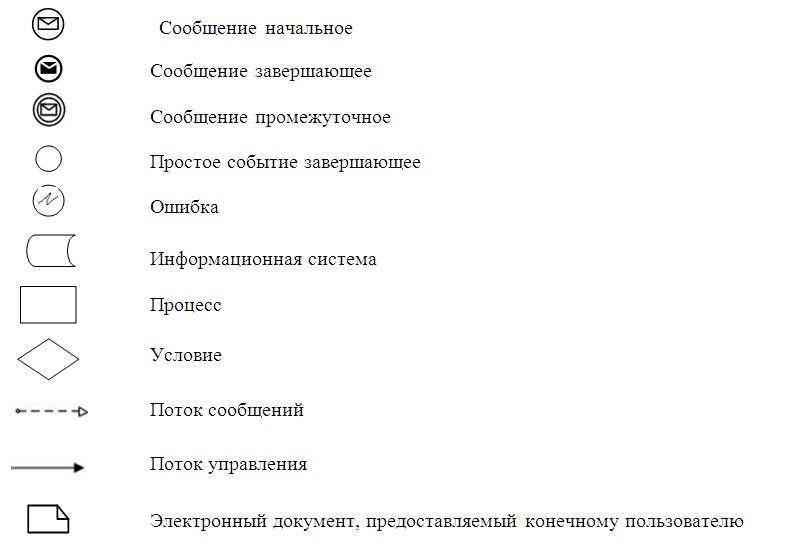 Сообщение начальное
Сообщение завершающее
Сообщение промежуточное
Простое событие завершающее
Ошибка
Информационная система
Процесс
Условие
Поток сообщений
Поток управления
Электронный документ, предоставляемый конечному пользователю